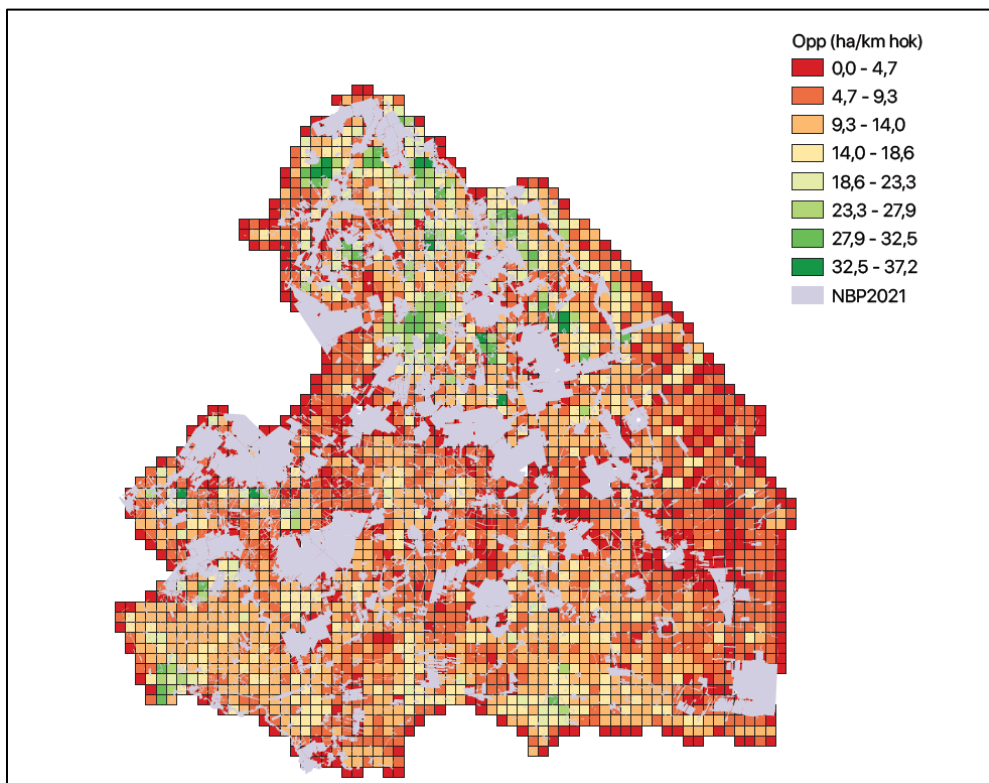 Opp (ha/km hok)
0,0 - 4,7
4,7 - 9,3
9,3 - 14,0
14,0 - 18,6
18,6 - 23,3
23,3 - 27,9
27,9 - 32,5
32,5 - 37,2
NBP2021